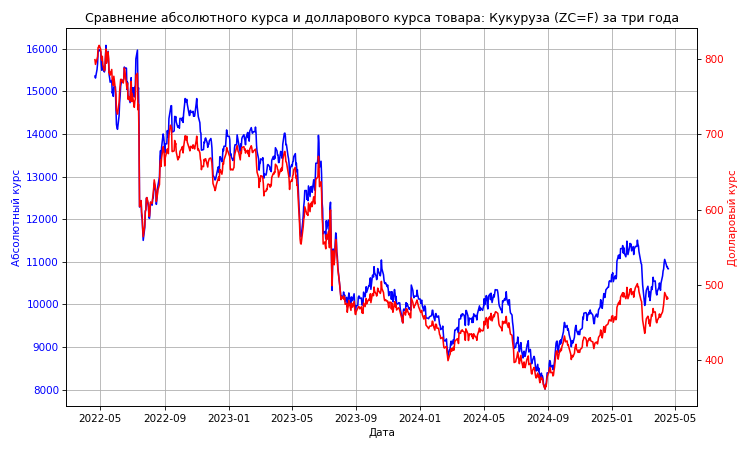 Сравнение абсолютного курса и долларового курса товара: Кукуруза (ZC=F) за три года
16000
15000
14000
13000
12000
11000
10000
9000
8000
Абсолютный курс
800
700
600
500
400
Долларовый курс
2022-05 2022-09 2023-01 2023-05 2023-09 2024-01 2024-05 2024-09 2025-01 2025-05
Дата